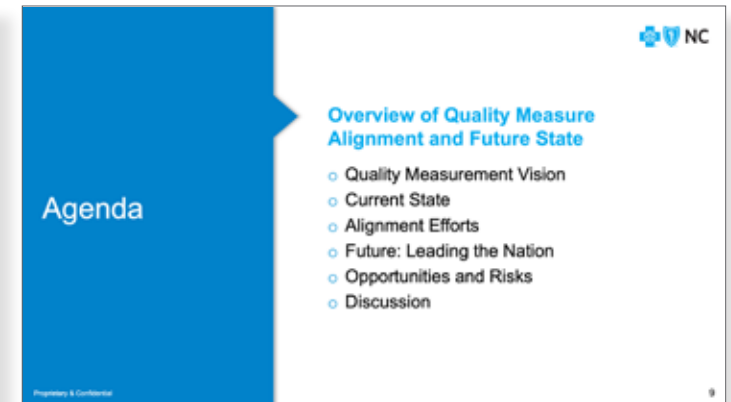 NC
Overview of Quality Measure
Alignment and Future State
Agenda
o Quality Measurement Vision
o Current State
o Alignment Efforts
o Future: Leading the Nation
o Opportunities and Risks
o Discussion
Proprietary & Confidential
9